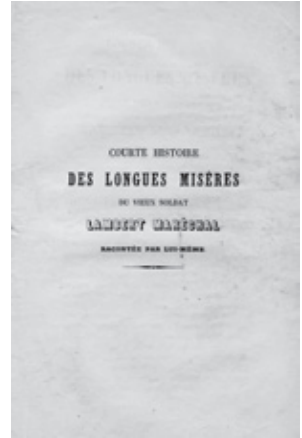 COURTE HISTOIRE
DES LONGUES MISÈRES
DU VIEUX SOLDAT
LAMBERT MARÉCHAL
RACONTÉE PAR LUI-MÊME